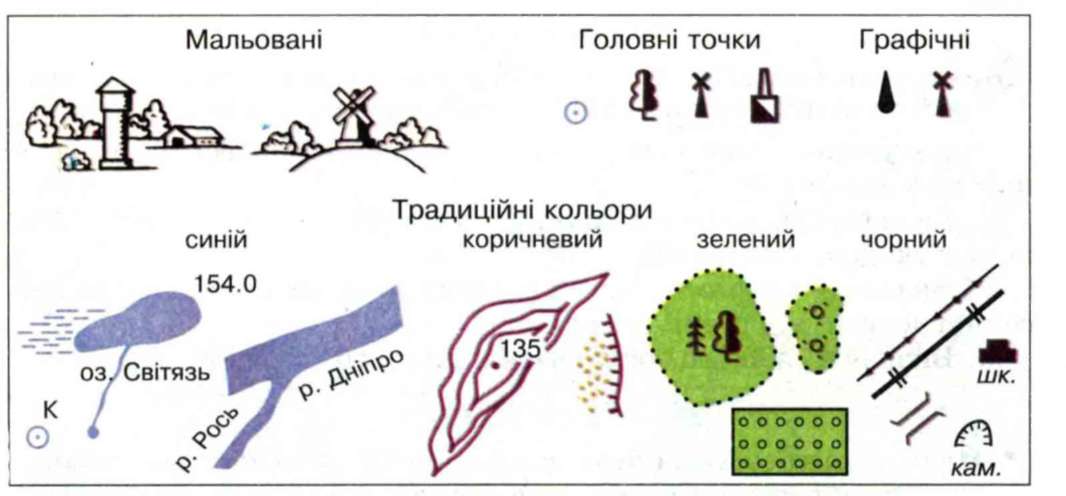 Мальовані
Головні точки
Графічні
Традиційні кольори
синій
коричневий
зелений
чорний
154.0
135
оз. Світязь
р. Дніпро
К
р. Рось
шк.
кам.